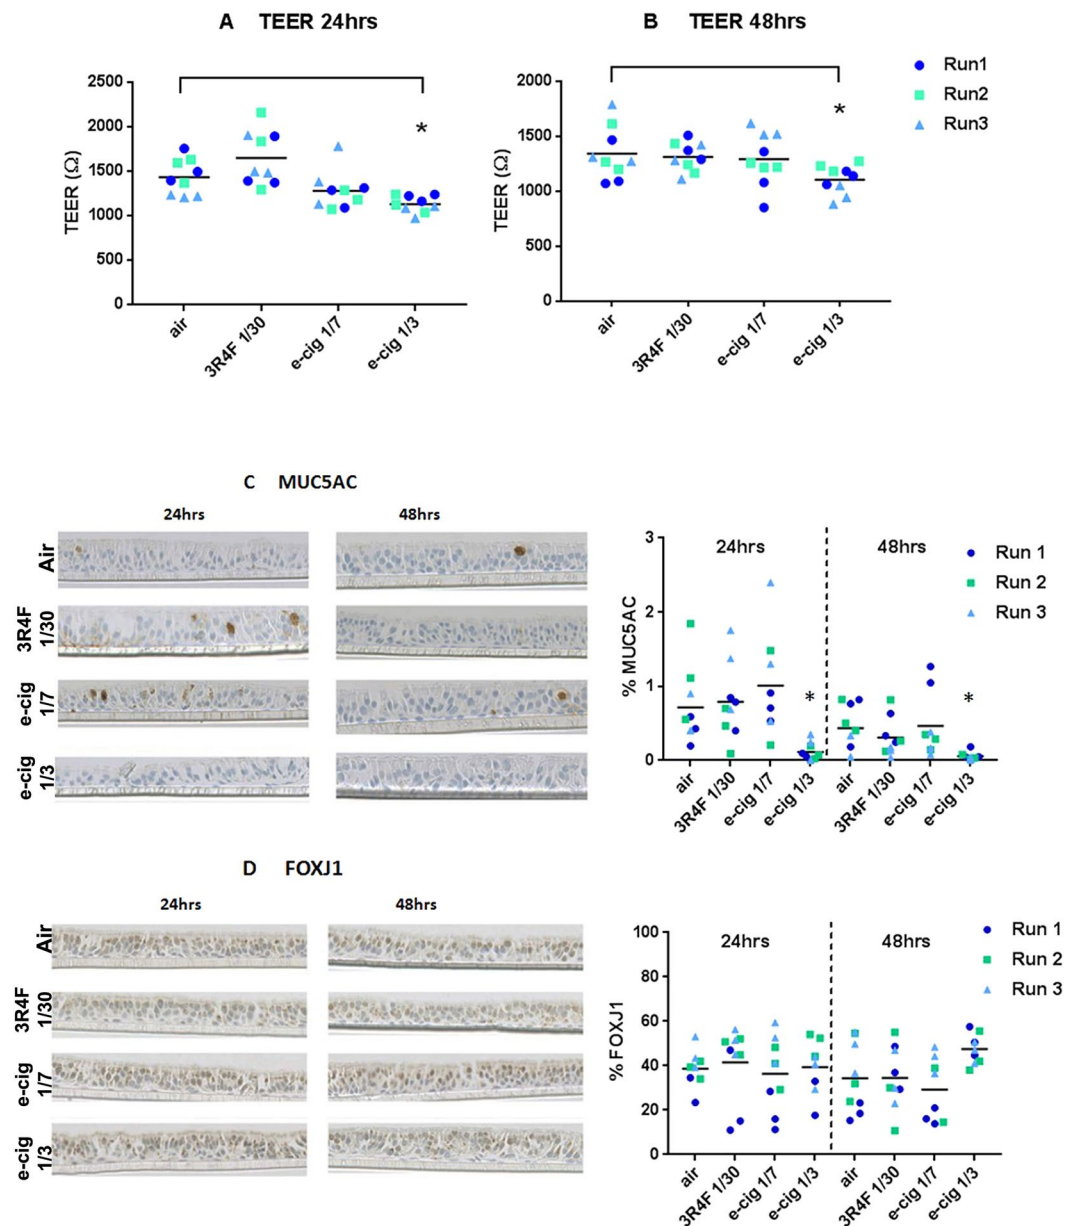 A TEER 24hrs
TEER (Ω)
2500
2000
1500
1000
500
0
*
air
3R4F 1/30
e-cig 1/7
e-cig 1/3
B TEER 48hrs
TEER (Ω)
2000
1500
1000
500
0
*
air
3R4F 1/30
e-cig 1/7
e-cig 1/3
Run1
Run2
Run3
C MUC5AC
24hrs
48hrs
Air
3R4F
1/30
e-cig
1/7
e-cig
1/3
% MUC5AC
3
2
1
0
24hrs
48hrs
*
*
air
3R4F 1/30
e-cig 1/7
e-cig 1/3
air
3R4F 1/30
e-cig 1/7
e-cig 1/3
Run 1
Run 2
Run 3
D FOXJ1
24hrs
48hrs
Air
3R4F
1/30
e-cig
1/7
e-cig
1/3
% FOXJ1
100
80
60
40
20
0
24hrs
48hrs
air
3R4F 1/30
e-cig 1/7
e-cig 1/3
air
3R4F 1/30
e-cig 1/7
e-cig 1/3
Run 1
Run 2
Run 3